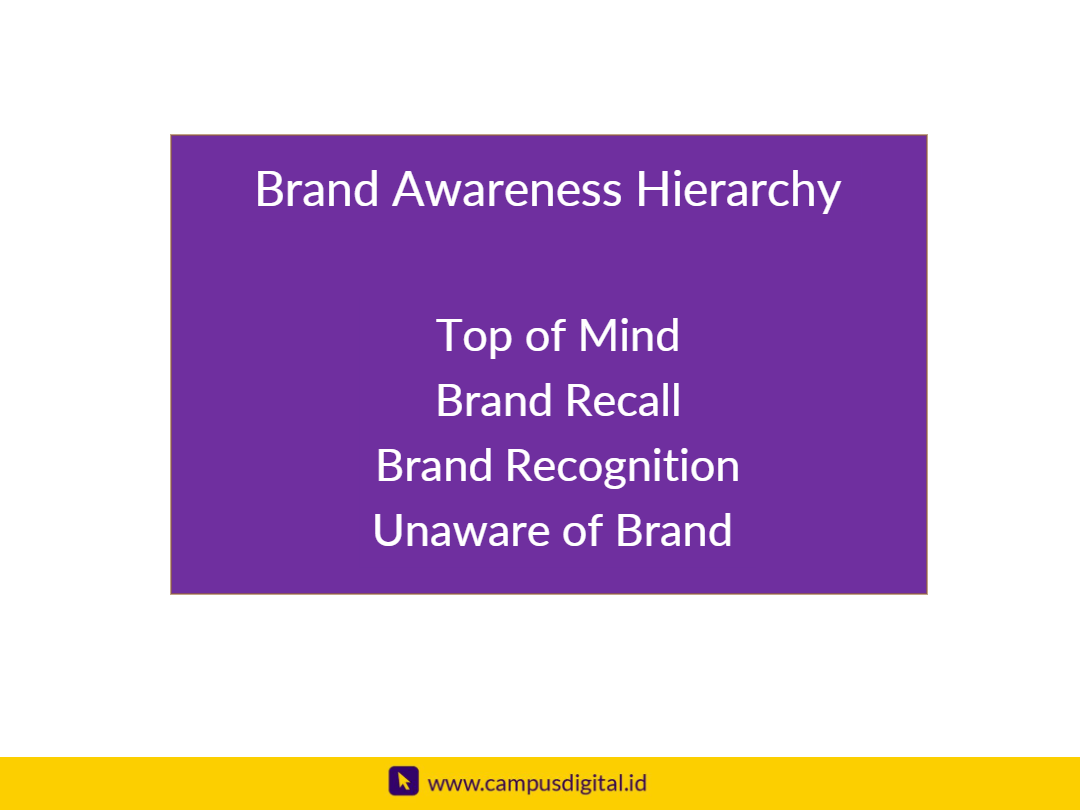 Brand Awareness Hierarchy
Top of Mind
Brand Recall
Brand Recognition
Unaware of Brand
www.campusdigital.id